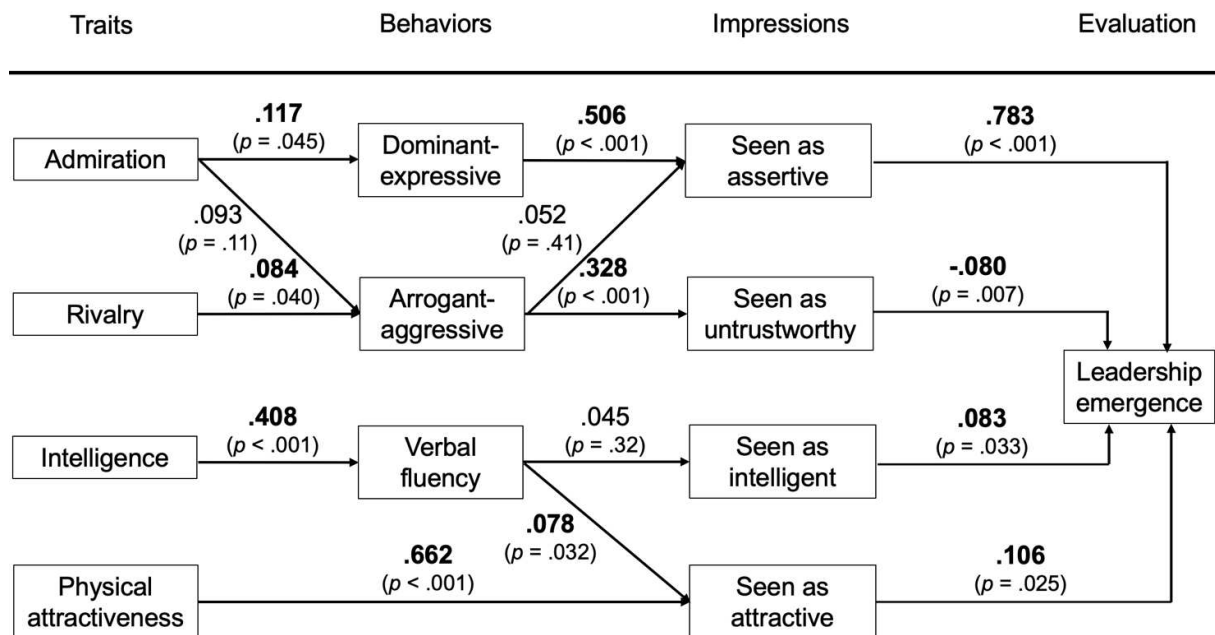 Traits Behaviors Impressions Evaluation
.117 .506 .783
(p = .045) (p < .001) (p < .001)
Admiration
Dominant-
expressive
Seen as
assertive
.093 .052
(p = .11) (p = .41)
.084 .328 -.080
(p = .040) (p < .001) (p = .007)
Rivalry
Arrogant-
aggressive
Seen as
untrustworthy
Leadership
emergence
.408 .045 .083
(p < .001) (p = .32) (p = .033)
Intelligence
Verbal
fluency
Seen as
intelligent
.078
(p = .032)
.662 .106
(p < .001) (p = .025)
Physical
attractiveness
Seen as
attractive